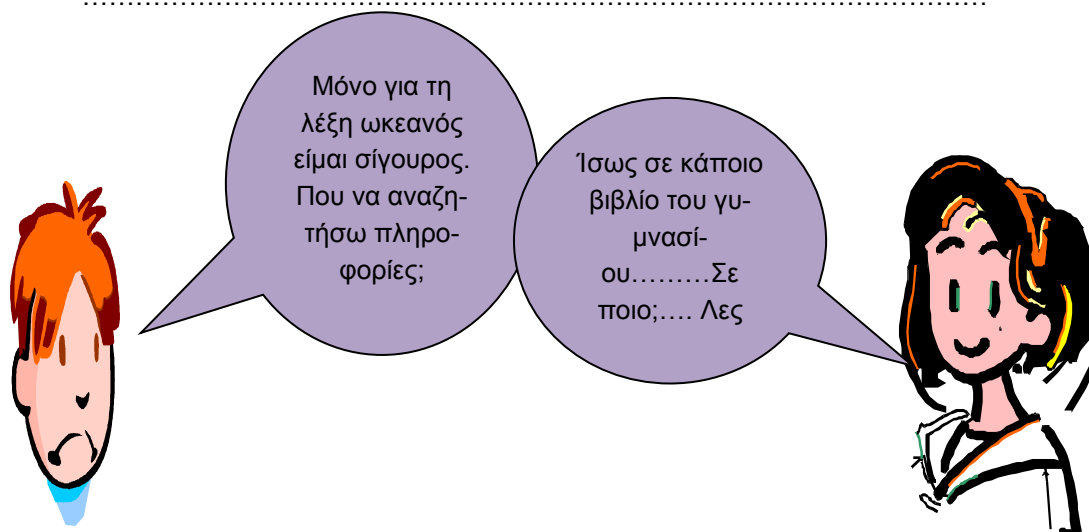 ……………………………………………………………………………………………
Μόνο για τη
λέξη ωκεανός
είμαι σίγουρος.
Που να αναζη-
τήσω πληρο-
φορίες;
Ίσως σε κάποιο
βιβλίο του γυ-
μνασί-
ου………Σε
ποιο;…. Λες